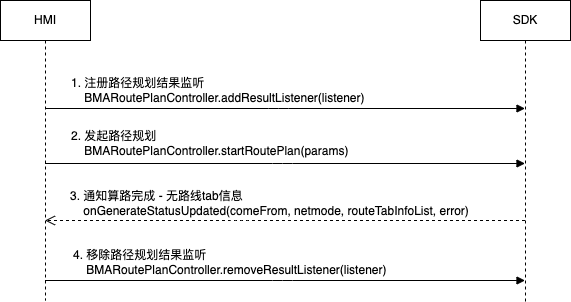 HMI
SDK
1. 注册路径规划结果监听
BMARoutePlanController.addResultListener(listener)
2. 发起路径规划
BMARoutePlanController.startRoutePlan(params)
3. 通知算路完成 - 无路线tab信息
onGenerateStatusUpdated(comeFrom, netmode, routeTabInfoList, error)
4. 移除路径规划结果监听
BMARoutePlanController.removeResultListener(listener)